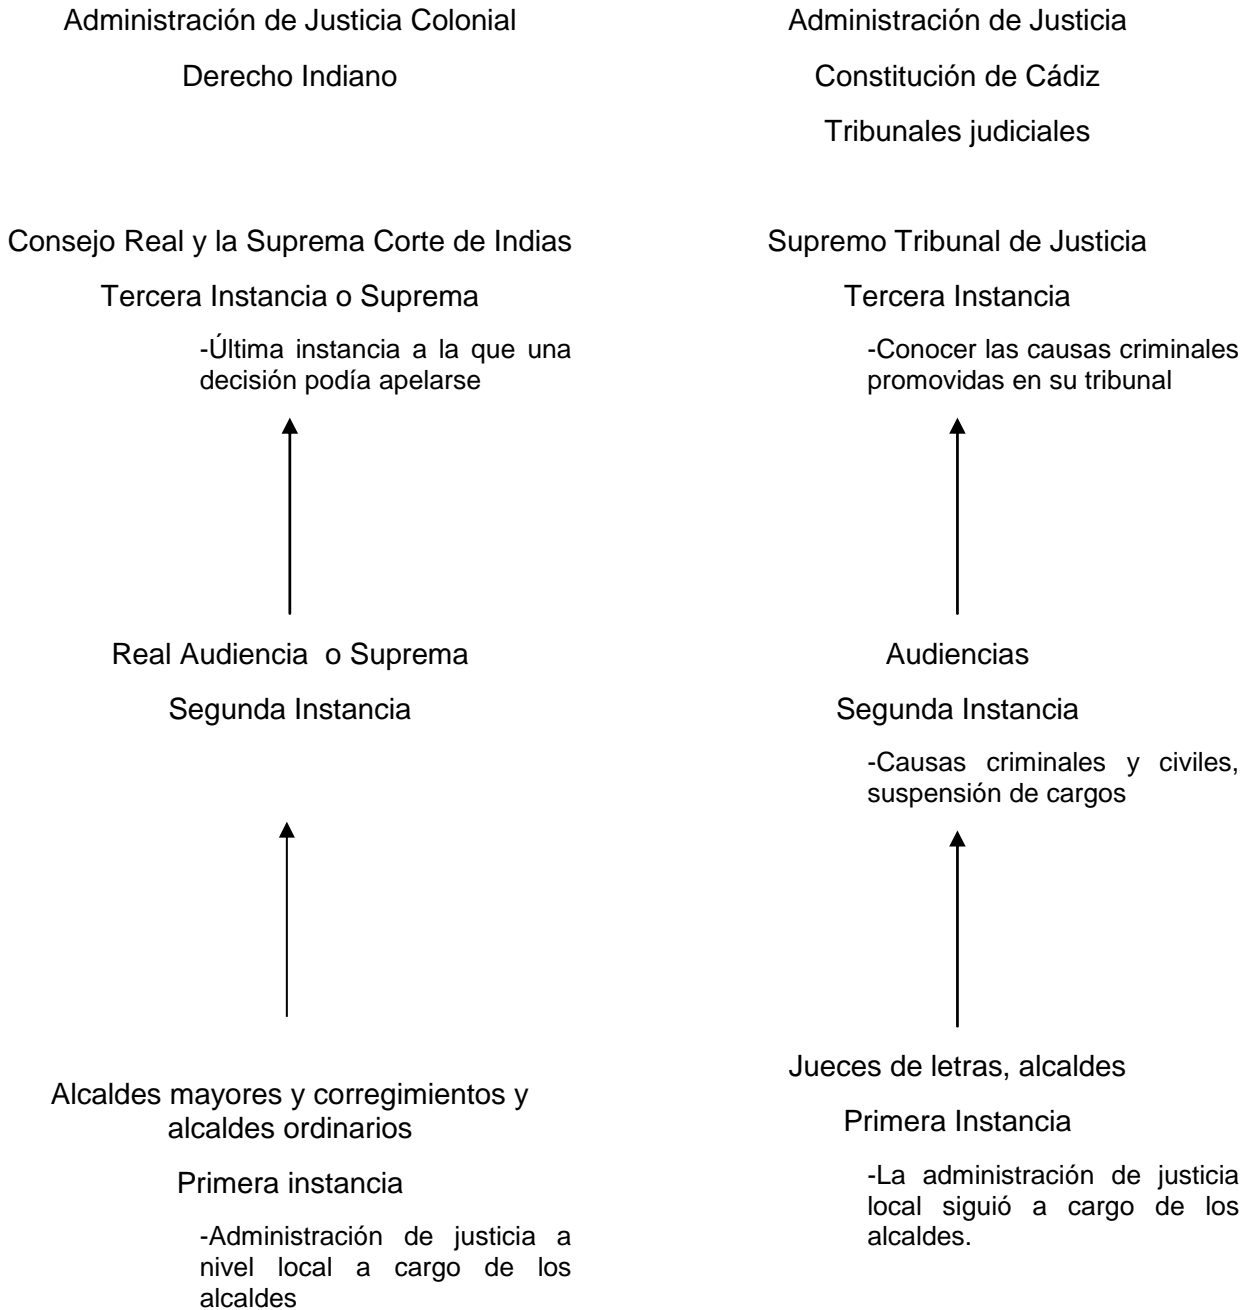 Administración de Justicia Colonial
Derecho Indiano
Consejo Real y la Suprema Corte de Indias
Tercera Instancia o Suprema
-Última instancia a la que una
decisión podía apelarse
Real Audiencia o Suprema
Segunda Instancia
Alcaldes mayores y corregimientos y
alcaldes ordinarios
Primera instancia
-Administración de justicia a
nivel local a cargo de los
alcaldes
Administración de Justicia
Constitución de Cádiz
Tribunales judiciales
Supremo Tribunal de Justicia
Tercera Instancia
-Conocer las causas criminales
promovidas en su tribunal
Audiencias
Segunda Instancia
-Causas criminales y civiles,
suspensión de cargos
Jueces de letras, alcaldes
Primera Instancia
-La administración de justicia
local siguió a cargo de los
alcaldes.